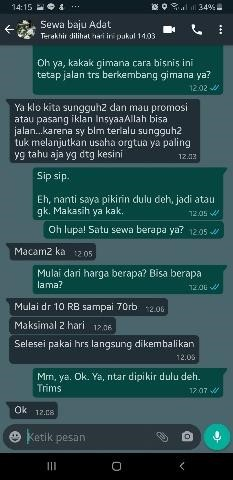 14:15
34%
Sewa baju Adat
Terakhir dilihat hari ini pukul 14.03
Oh ya, kakak gimana cara bisnis ini
tetap jalan trs berkembang gimana ya?
12.02
Ya klo kita sungguh2 dan mau promosi
atau pasang iklan InsyaaAllah bisa
jalan...karena sy blm terlalu sungguh2
tuk melanjutkan usaha orgtua ya paling
yg tahu aja yg dtg kesini
12.03
Sip sip.
Eh, nanti saya pikirin dulu deh, jadi atau
gk. Makasih ya kak.
12.05
Oh lupa! Satu sewa berapa ya?
12.05
Macam2 ka
12.05
Mulai dari harga berapa? Bisa berapa
lama?
12.06
Mulai dr 10 RB sampai 70rb
12.06
Maksimal 2 hari
12.06
Selesei pakai hrs langsung dikembalikan
12.06
Mm, ya. Ok. Ya, ntar dipikir dulu deh.
Trims
12.07
Ok
12.08
Ketik pesan